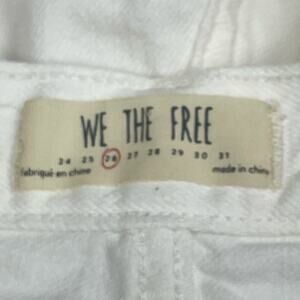 WE THE FREE
24 25 26 27 28 29 30 31
fabriqué en chine made in china